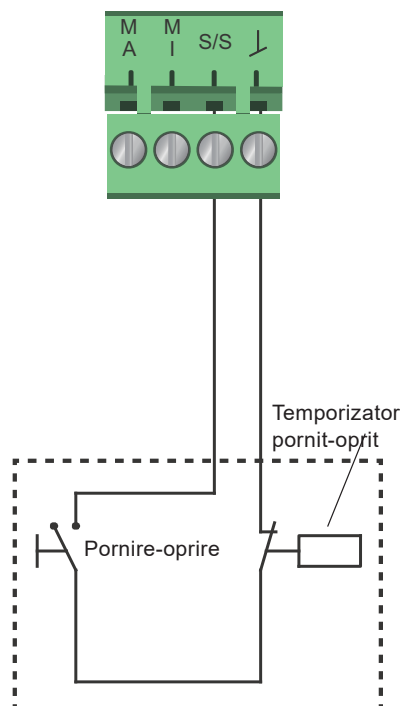 M M S/S
A I
Temporizator
pornit-oprit
Pornire-oprire